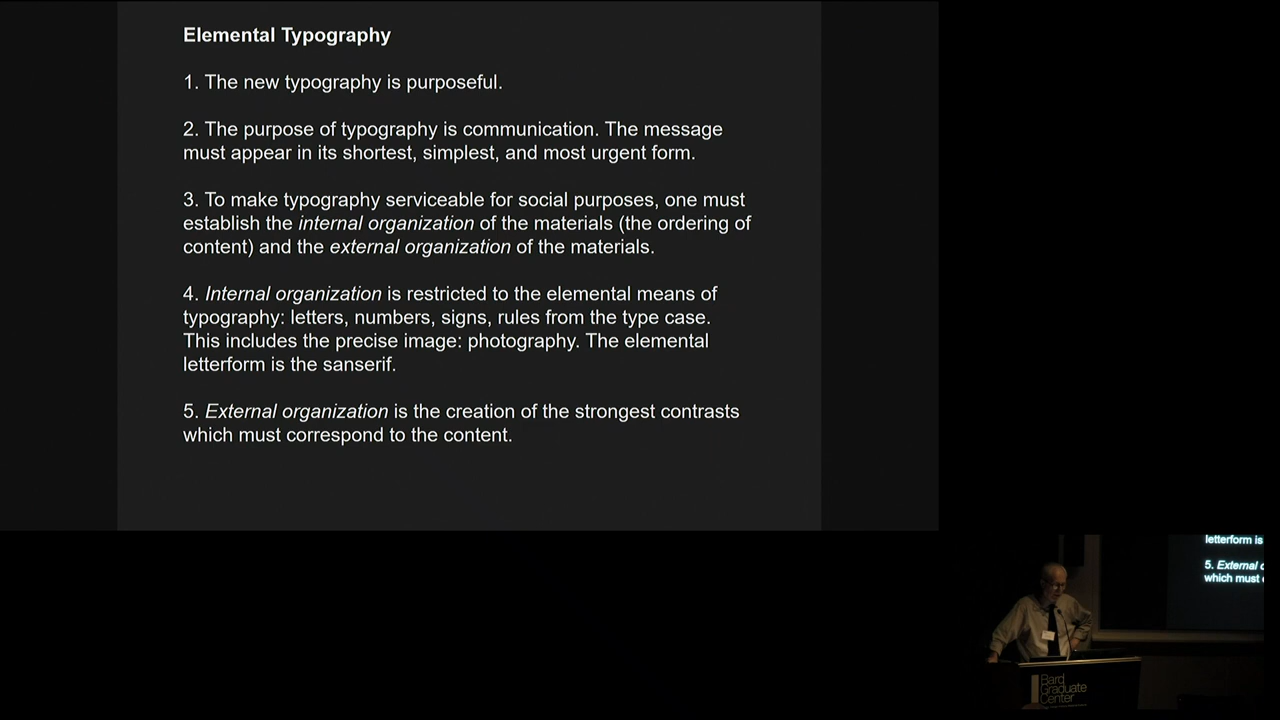 Elemental Typography
1. The new typography is purposeful.
2. The purpose of typography is communication. The message
must appear in its shortest, simplest, and most urgent form.
3. To make typography serviceable for social purposes, one must
establish the internal organization of the materials (the ordering of
content) and the external organization of the materials.
4. Internal organization is restricted to the elemental means of
typography: letters, numbers, signs, rules from the type case.
This includes the precise image: photography. The elemental
letterform is the sanserif.
5. External organization is the creation of the strongest contrasts
which must correspond to the content.
letterform is
5. External
which must
Bard
Graduate
Center